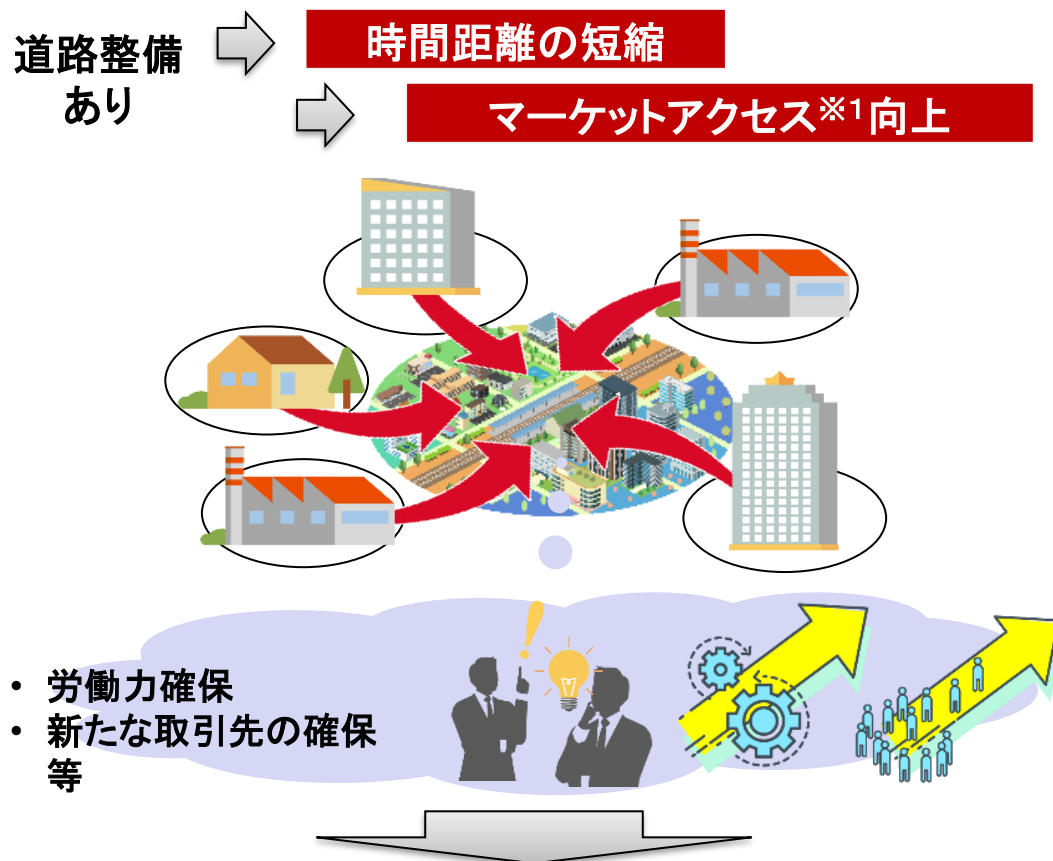 道路整備
あり
時間距離の短縮
マーケットアクセス※1向上
• 労働力確保
• 新たな取引先の確保
等